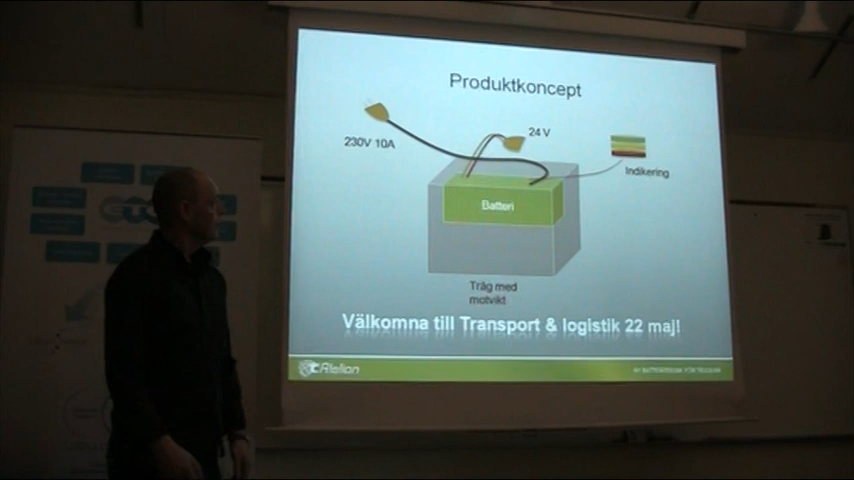 Produktkoncept
230V 10A
24 V
Indikering
Batteri
Tråg med
motvikt
Välkomna till Transport & logistik 22 maj!
Alelion